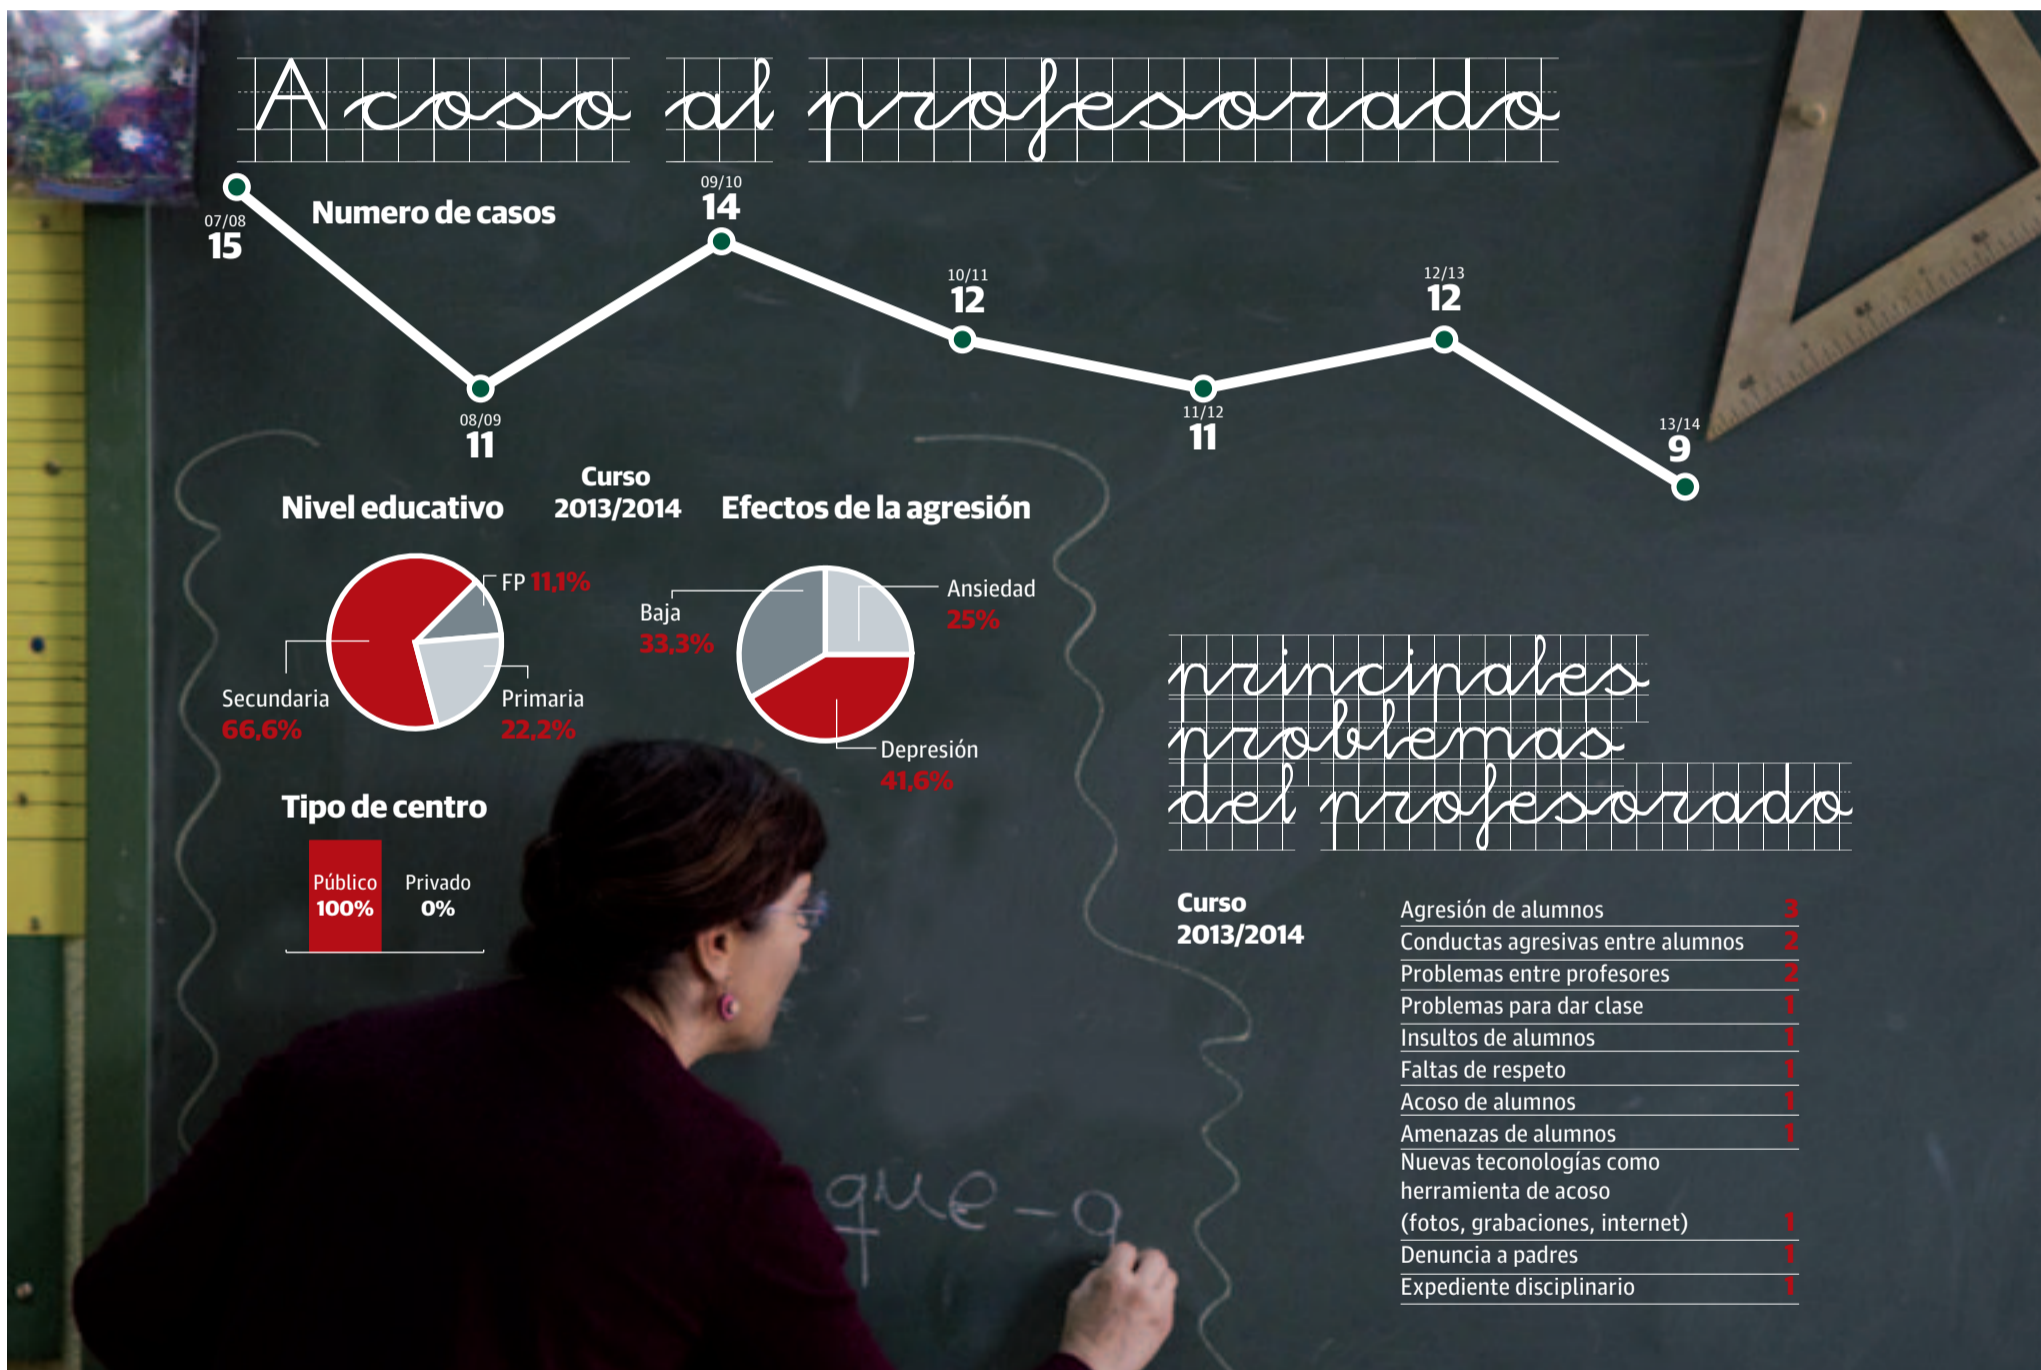 Acoso al profesorado
Numero de casos
07/08
15
08/09
11
09/10
14
10/11
12
11/12
11
12/13
12
13/14
9
Curso
2013/2014
Nivel educativo
FP 11,1%
Secundaria
66,6%
Primaria
22,2%
Efectos de la agresión
Baja
33,3%
Ansiedad
25%
Depresión
41,6%
Tipo de centro
Público
100%
Privado
0%
que-a
principales
problemas
del profesorado
Curso
2013/2014
Agresión de alumnos 3
Conductas agresivas entre alumnos 2
Problemas entre profesores 2
Problemas para dar clase 1
Insultos de alumnos 1
Faltas de respeto 1
Acoso de alumnos 1
Amenazas de alumnos 1
Nuevas teconologías como
herramienta de acoso
(fotos, grabaciones, internet) 1
Denuncia a padres 1
Expediente disciplinario 1